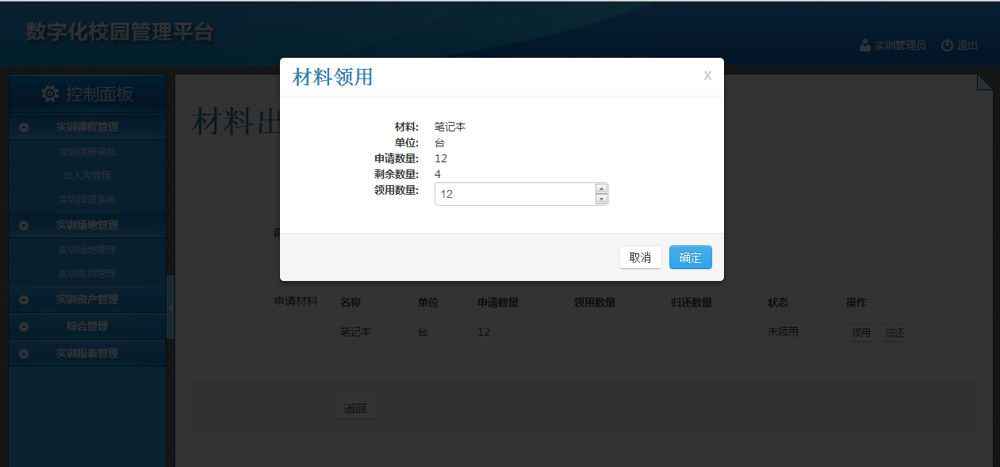 数字化校园管理平台
实训管理员 退出
控制面板
实训课程管理
实训课程审批
出入库管理
实训排课系统
实训场地管理
实训场地管理
实训车间管理
实训资产管理
综合管理
实训报表管理
材料出
材料领用
x
材料: 笔记本
单位: 台
申请数量: 12
剩余数量: 4
领用数量: 12
取消 确定
申请材料 名称 单位 申请数量 领用数量 归还数量 状态 操作
笔记本 台 12 未领用 领用 归还
返回